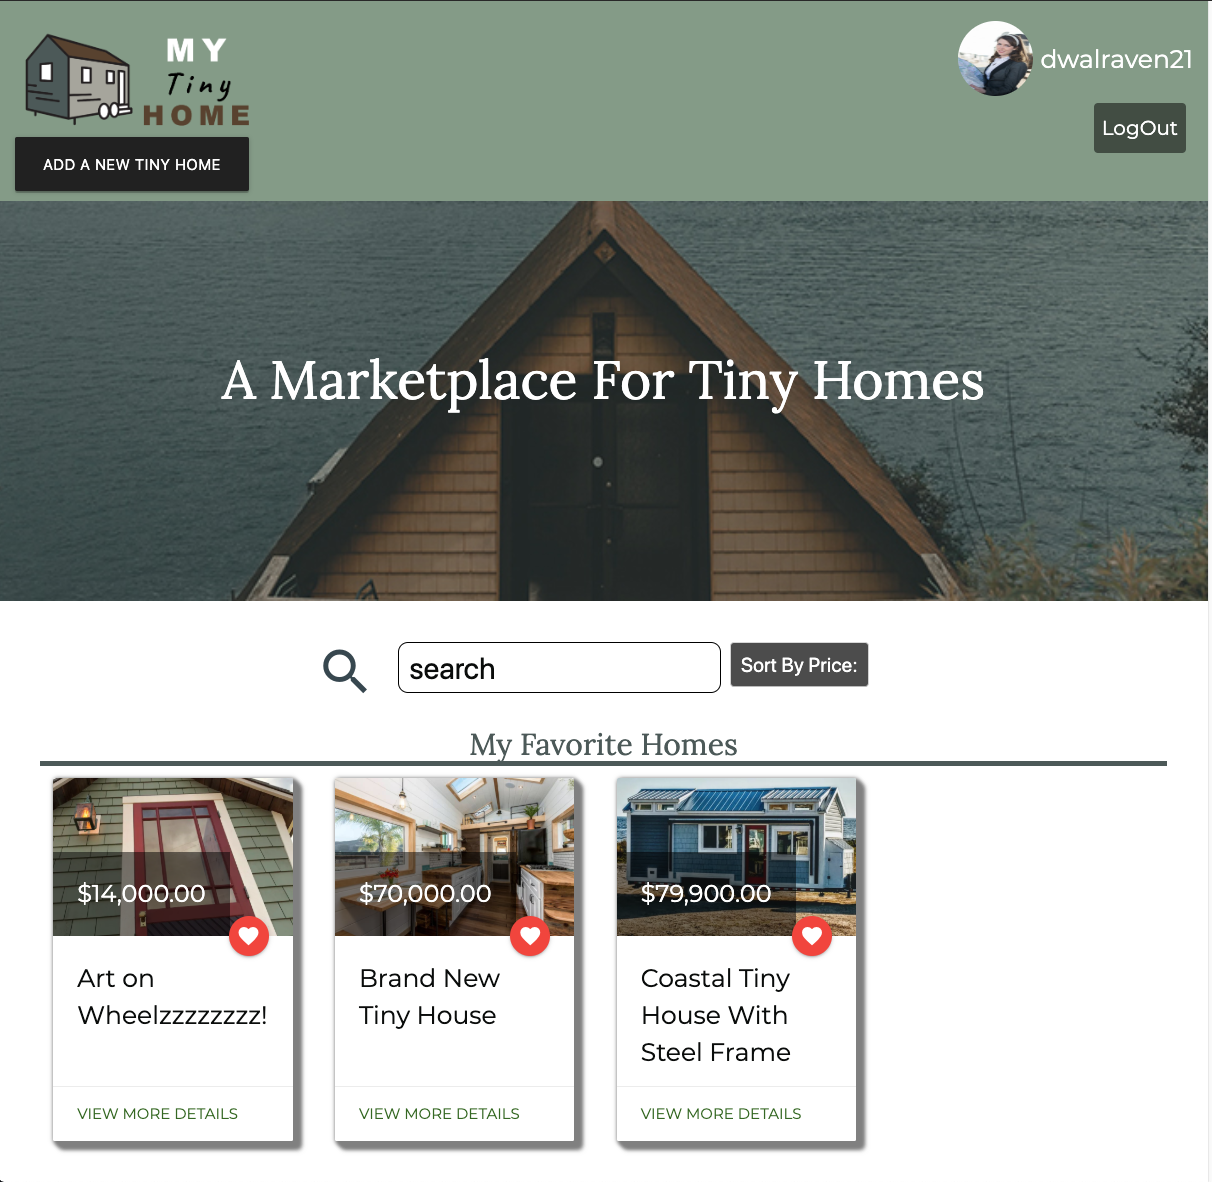 MY
Tiny
HOME
ADD A NEW TINY HOME
dwalraven21
LogOut
A Marketplace For Tiny Homes
search
Sort By Price:
My Favorite Homes
$14,000.00
Art on
Wheelzzzzzzzz!
VIEW MORE DETAILS
$70,000.00
Brand New
Tiny House
VIEW MORE DETAILS
$79,900.00
Coastal Tiny
House With
Steel Frame
VIEW MORE DETAILS